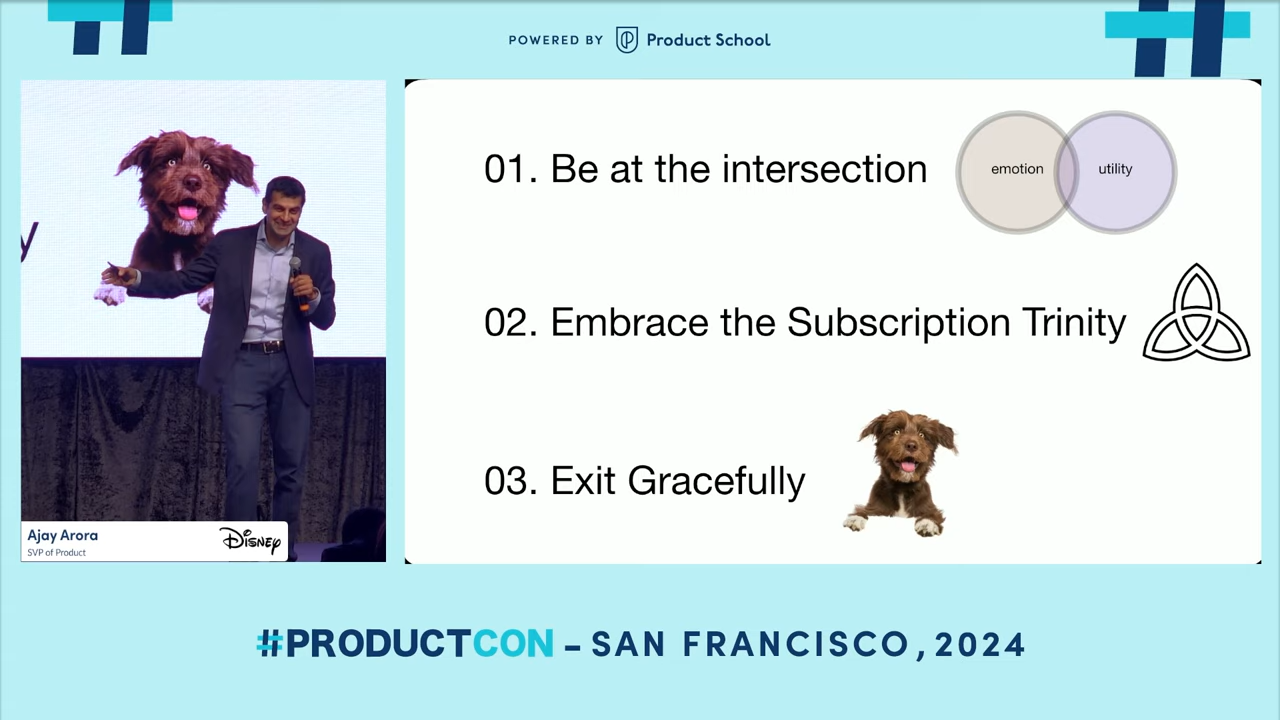 POWERED BY Product School
01. Be at the intersection
emotion
utility
02. Embrace the Subscription Trinity
03. Exit Gracefully
y
Ajay Arora
SVP of Product
Disney
#PRODUCTCON – SAN FRANCISCO, 2024